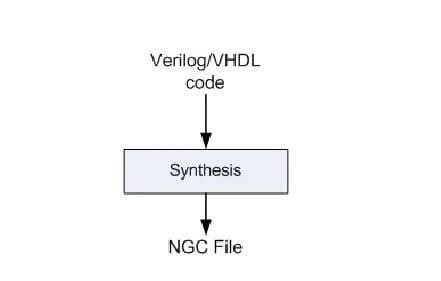 Verilog/VHDL
code
Synthesis
NGC File